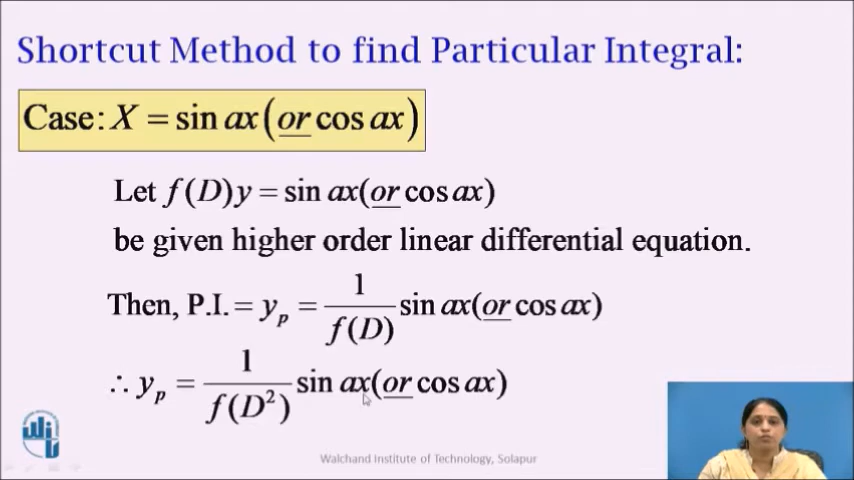 Shortcut Method to find Particular Integral:
Case: X = sin ax (or cos ax)
Let f(D)y = sin ax(or cos ax)
be given higher order linear differential equation.
Then, P.I. = y_p = \frac{1}{f(D)} sin ax(or cos ax)
∴ y_p = \frac{1}{f(D²)} sin ax(or cos ax)
Walchand Institute of Technology, Solapur